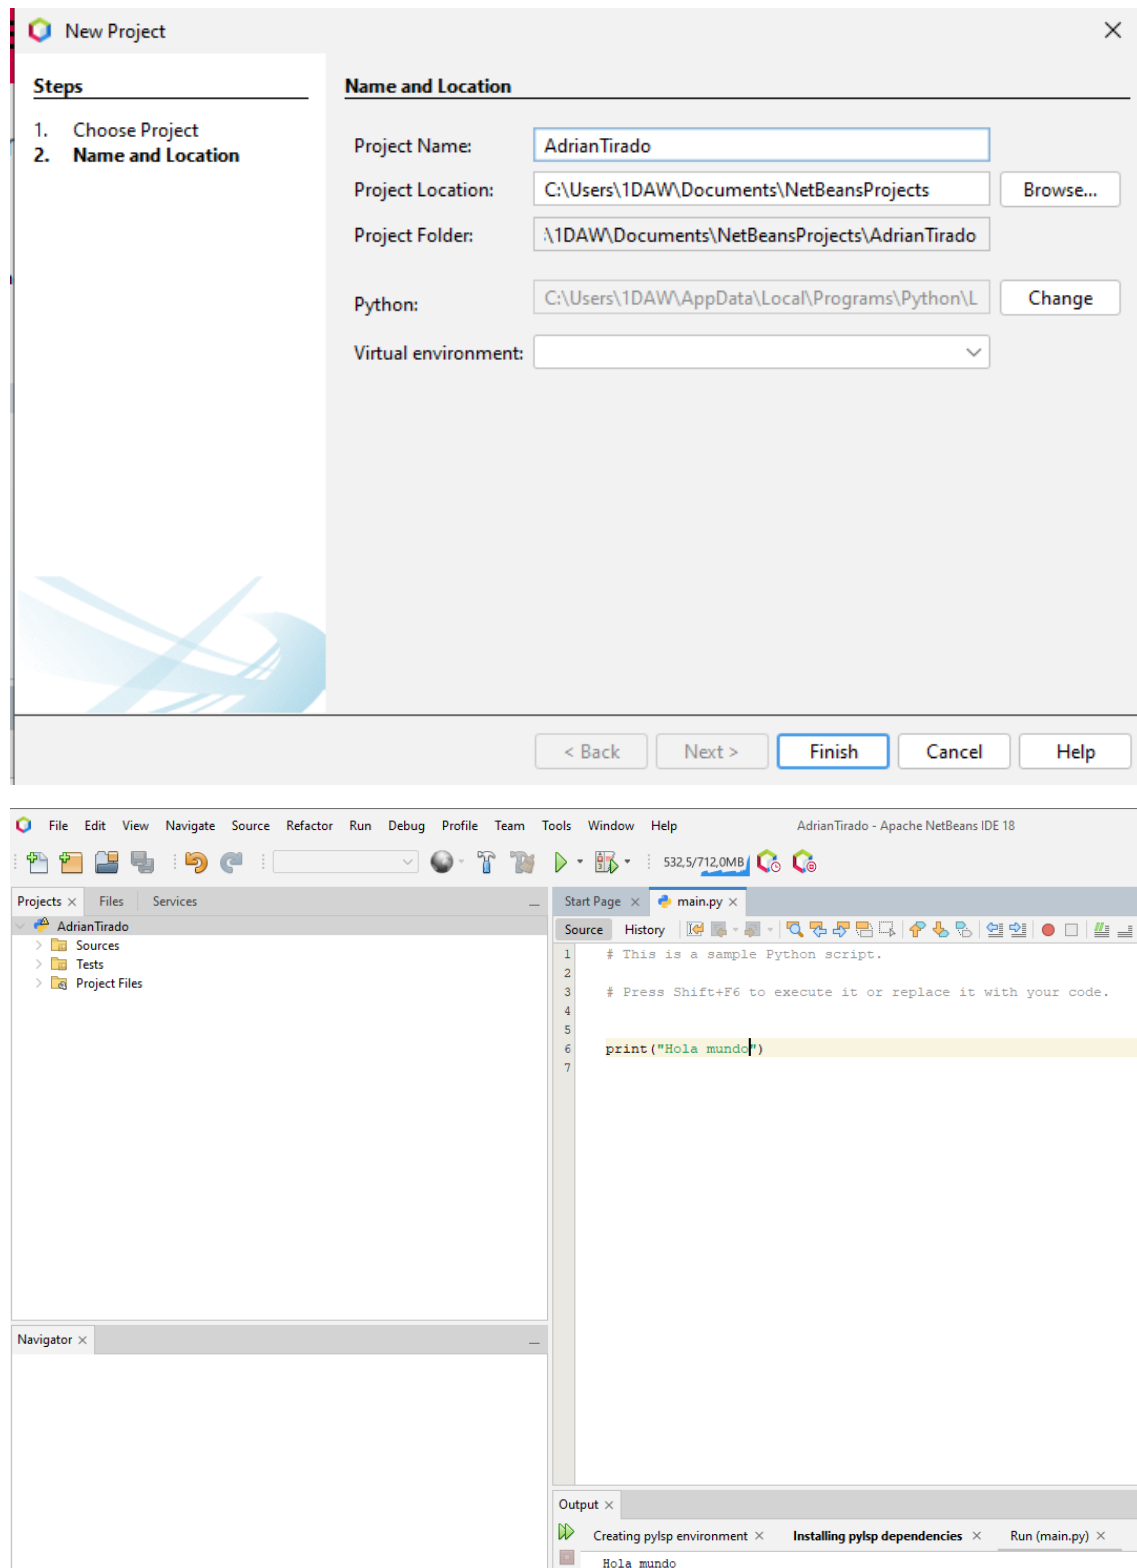 New Project
Steps
1. Choose Project
2. Name and Location
Name and Location
Project Name: AdrianTirado
Project Location: C:\Users\1DAW\Documents\NetBeansProjects Browse...
Project Folder: \1DAW\Documents\NetBeansProjects\AdrianTirado
Python: C:\Users\1DAW\AppData\Local\Programs\Python\L Change
Virtual environment:
< Back Next > Finish Cancel Help
File Edit View Navigate Source Refactor Run Debug Profile Team Tools Window Help AdrianTirado - Apache NetBeans IDE 18
532,5/712,0MB
Projects Files Services
AdrianTirado
Sources
Tests
Project Files
Start Page main.py
Source History
1 # This is a sample Python script.
2
3 # Press Shift+F6 to execute it or replace it with your code.
4
5
6 print("Hola mundo")
7
Navigator
Output
Creating pylsp environment Installing pylsp dependencies Run (main.py)
Hola mundo